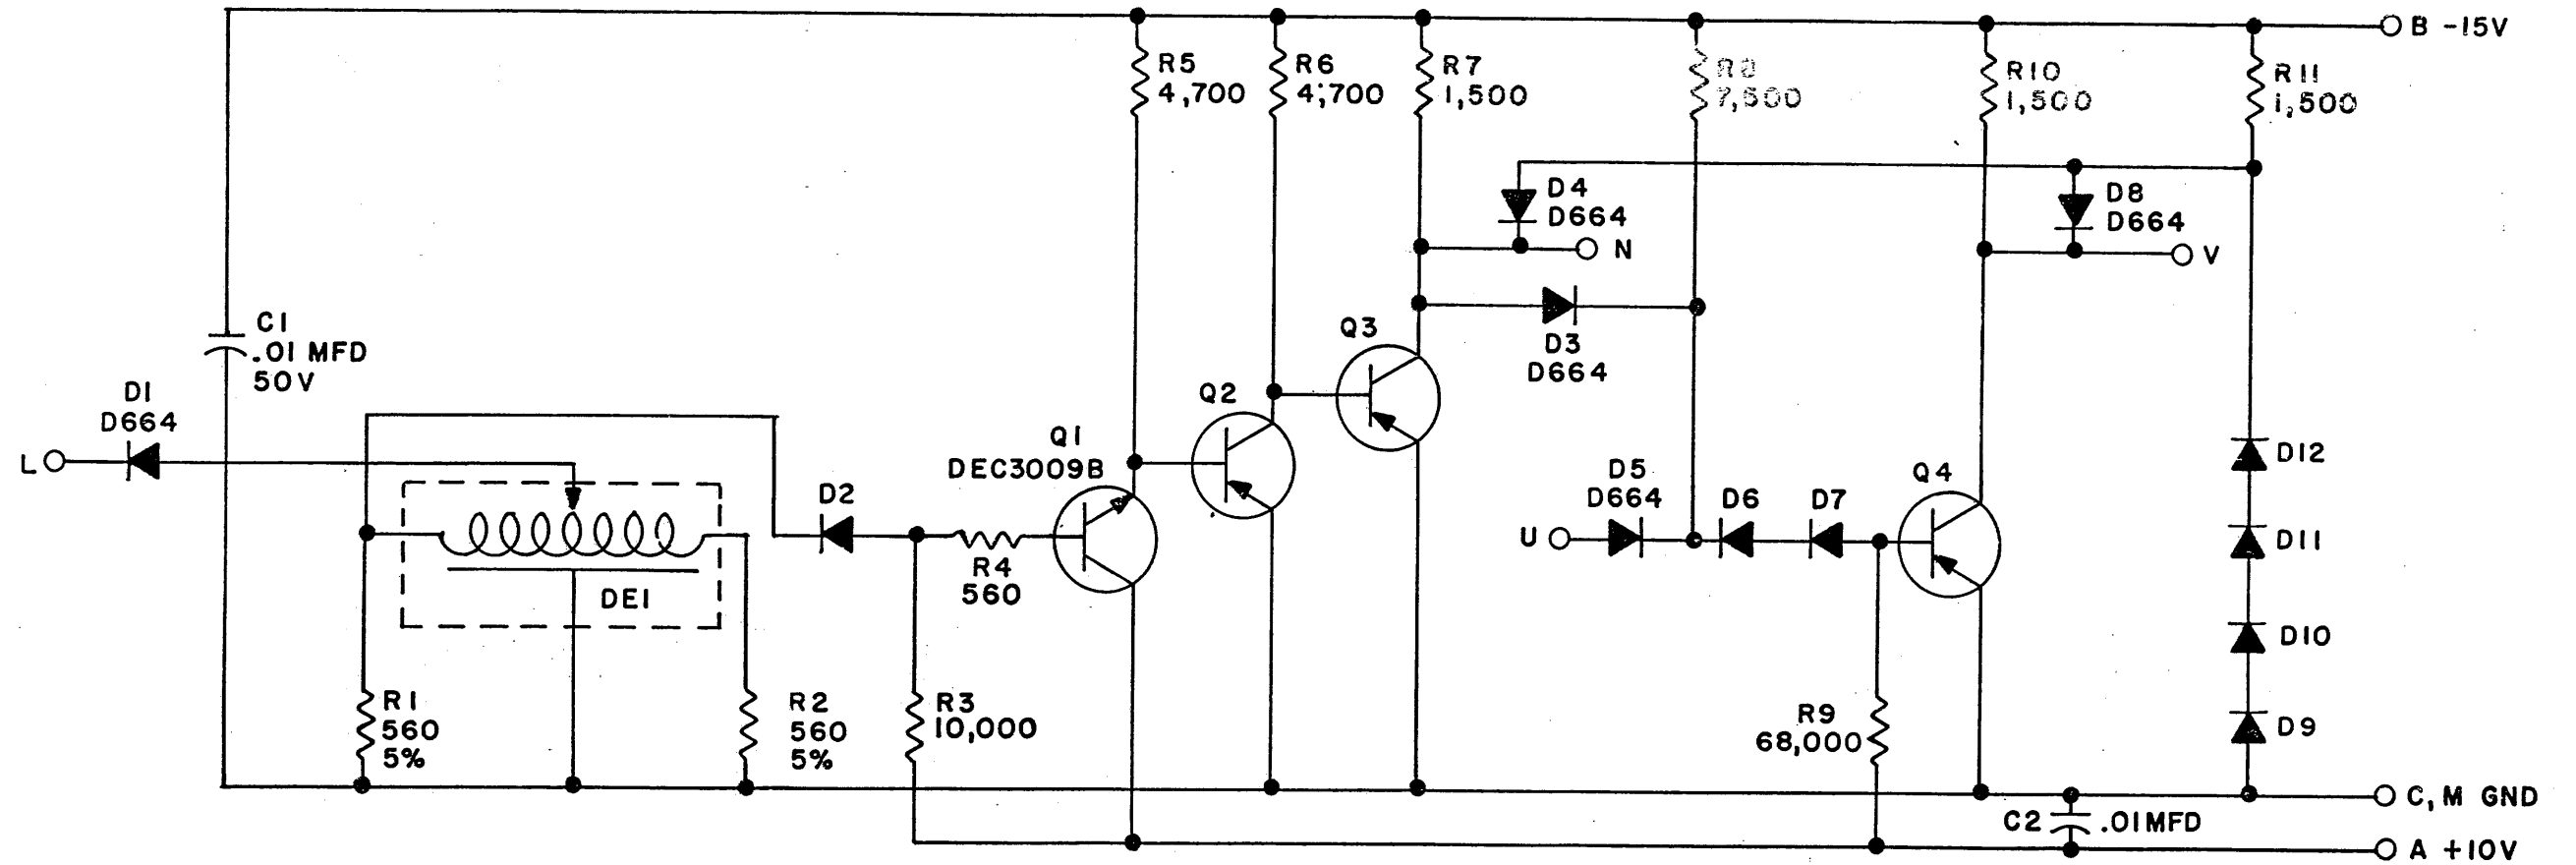 B -15V
R5
4,700
R6
4,700
R7
1,500
R8
7,500
R10
1,500
R11
1,500
D4
D664
N
D8
D664
V
C1
.01 MFD
50V
D3
D664
Q3
D1
D664
L
Q2
Q1
DEC3009B
D2
R4
560
DE1
D5
D664
U
D6
D7
Q4
D12
D11
D10
D9
R1
560
5%
R2
560
5%
R3
10,000
R9
68,000
C, M GND
C2
.01MFD
A +10V